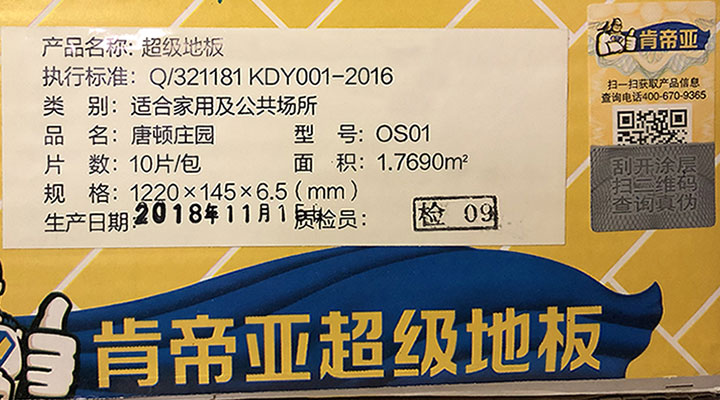 产品名称: 超级地板
执行标准: Q/321181 KDY001-2016
类 别: 适合家用及公共场所
品 名: 唐顿庄园 型 号: OS01
片 数: 10片/包 面 积: 1.7690m²
规 格: 1220×145×6.5(mm)
生产日期: 2018年11月15日 质检员: 检 09
肯帝亚
扫一扫获取产品信息
查询电话400-670-9365
刮开涂层
扫二维码
查询真伪
肯帝亚超级地板